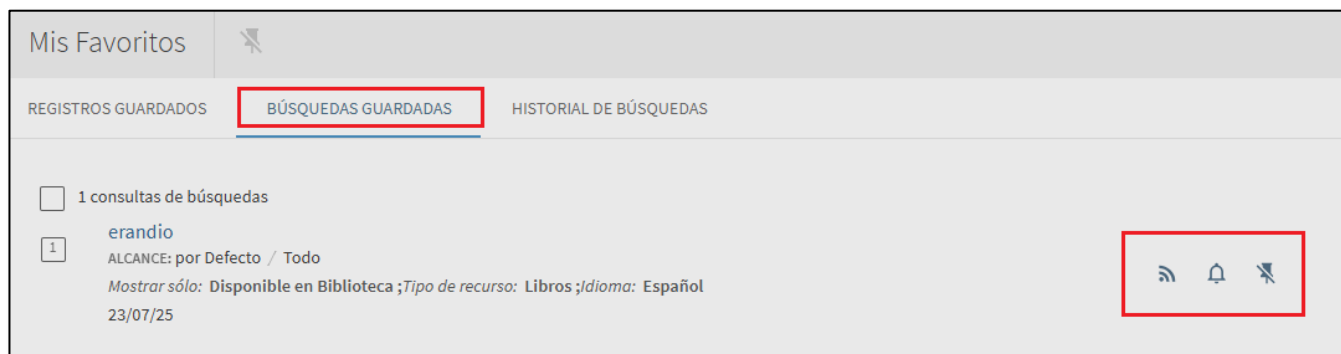 Mis Favoritos
REGISTROS GUARDADOS BÚSQUEDAS GUARDADAS HISTORIAL DE BÚSQUEDAS
1 consultas de búsquedas
1 erandio
ALCANCE: por Defecto / Todo
Mostrar sólo: Disponible en Biblioteca ;Tipo de recurso: Libros ;Idioma: Español
23/07/25